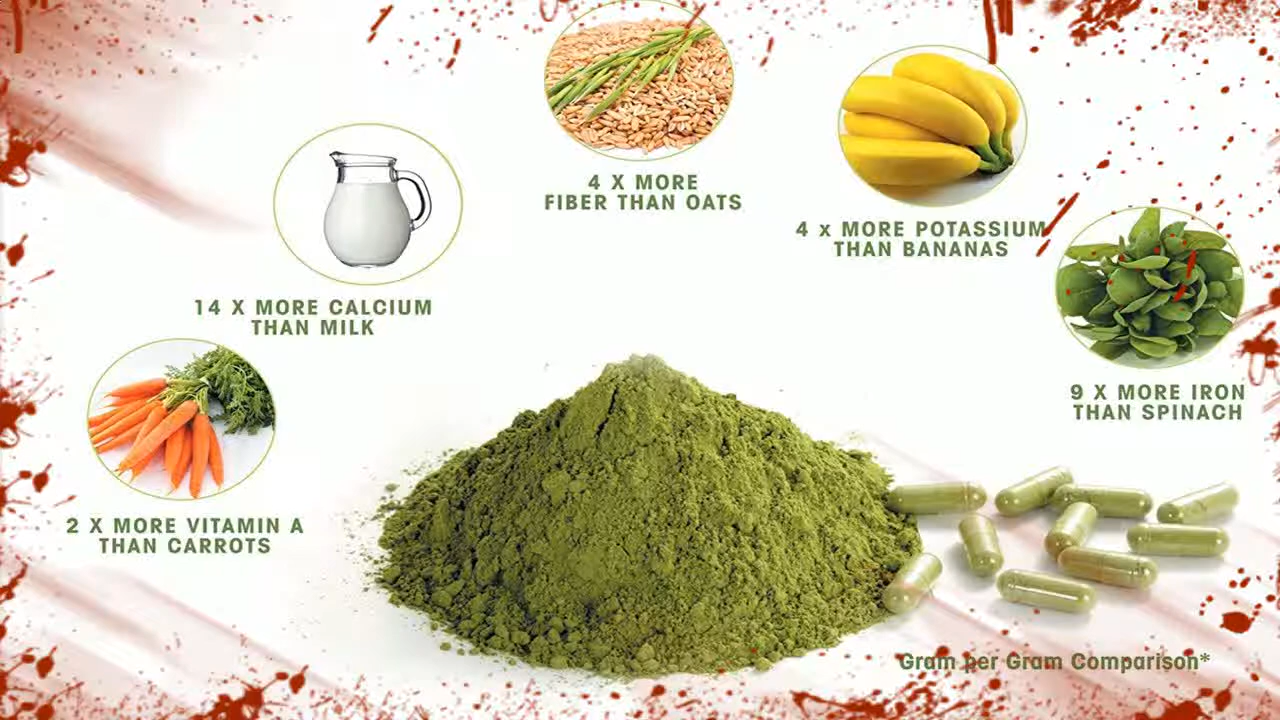 4 X MORE
FIBER THAN OATS
4 x MORE POTASSIUM
THAN BANANAS
14 X MORE CALCIUM
THAN MILK
9 X MORE IRON
THAN SPINACH
2 X MORE VITAMIN A
THAN CARROTS
Gram per Gram Comparison*